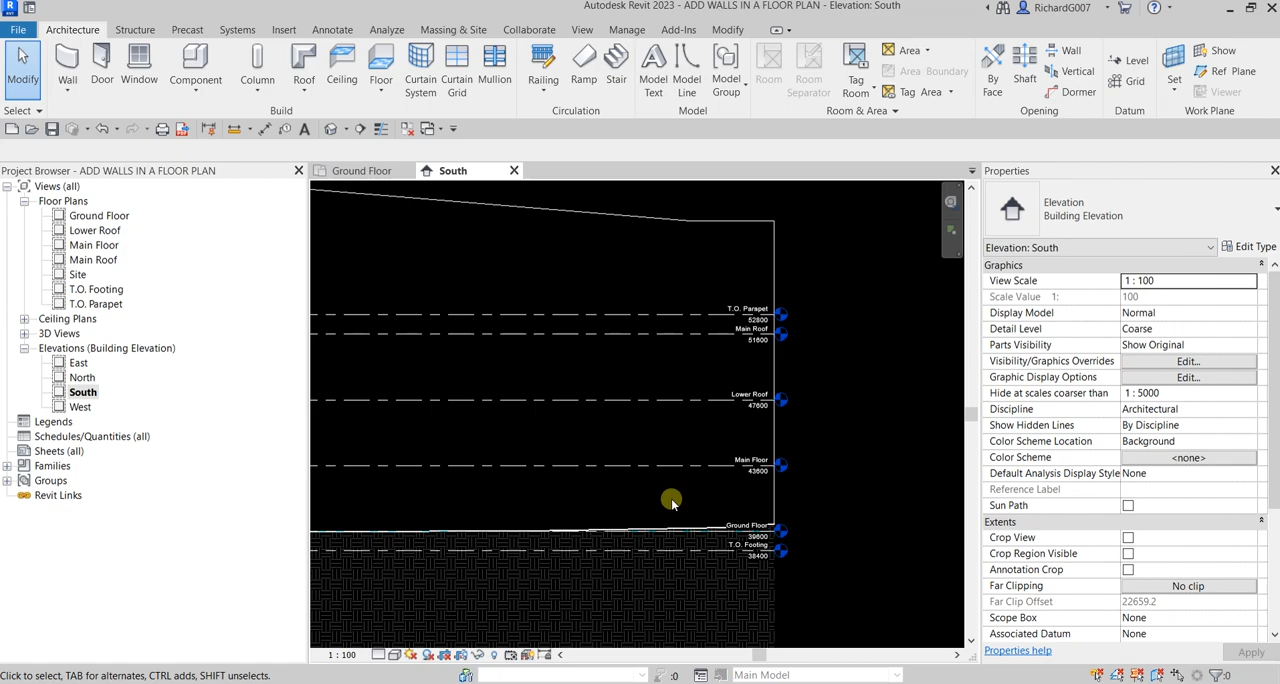 Autodesk Revit 2023 - ADD WALLS IN A FLOOR PLAN - Elevation: South
RichardG007
File Architecture Structure Precast Systems Insert Annotate Analyze Massing & Site Collaborate View Manage Add-Ins Modify
Modify Wall Door Window Component Column Roof Ceiling Floor Curtain System Curtain Grid Mullion Railing Ramp Stair Model Text Model Line Model Group Room Room Separator Tag Room Area Area Boundary Tag Area By Face Shaft Wall Vertical Dormer Level Grid Set Show Ref Plane Viewer
Select Build Circulation Model Room & Area Opening Datum Work Plane
Project Browser - ADD WALLS IN A FLOOR PLAN
Views (all)
Floor Plans
Ground Floor
Lower Roof
Main Floor
Main Roof
Site
T.O. Footing
T.O. Parapet
Ceiling Plans
3D Views
Elevations (Building Elevation)
East
North
South
West
Legends
Schedules/Quantities (all)
Sheets (all)
Families
Groups
Revit Links
Ground Floor South
T.O. Parapet
52800
Main Roof
51600
Lower Roof
47600
Main Floor
43600
Ground Floor
39600
T.O. Footing
38400
1 : 100
Properties
Elevation
Building Elevation
Elevation: South Edit Type
Graphics
View Scale 1 : 100
Scale Value 1: 100
Display Model Normal
Detail Level Coarse
Parts Visibility Show Original
Visibility/Graphics Overrides Edit...
Graphic Display Options Edit...
Hide at scales coarser than 1 : 5000
Discipline Architectural
Show Hidden Lines By Discipline
Color Scheme Location Background
Color Scheme <none>
Default Analysis Display Style None
Reference Label
Sun Path
Extents
Crop View
Crop Region Visible
Annotation Crop
Far Clipping No clip
Far Clip Offset 22659.2
Scope Box None
Associated Datum None
Properties help Apply
Click to select, TAB for alternates, CTRL adds, SHIFT unselects.
:0
Main Model
:0